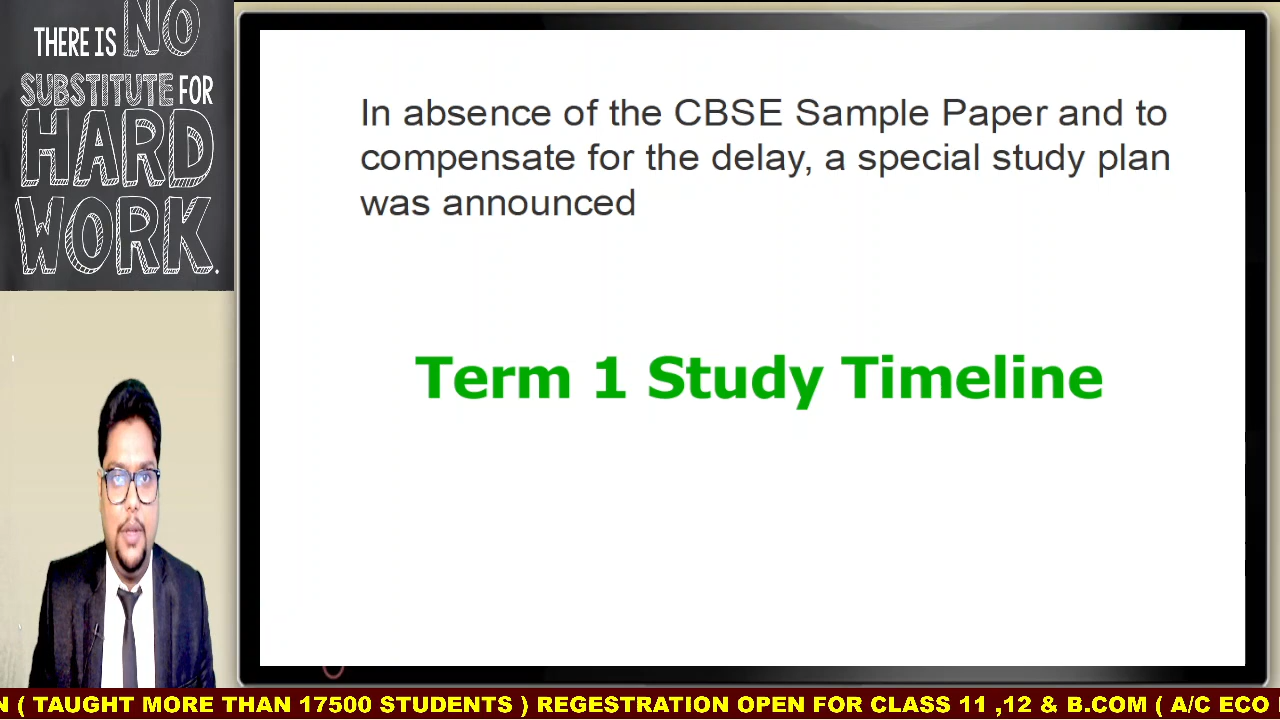 THERE IS NO
SUBSTITUTE FOR
HARD
WORK.
In absence of the CBSE Sample Paper and to
compensate for the delay, a special study plan
was announced
Term 1 Study Timeline
N ( TAUGHT MORE THAN 17500 STUDENTS ) REGESTRATION OPEN FOR CLASS 11 ,12 & B.COM ( A/C ECO